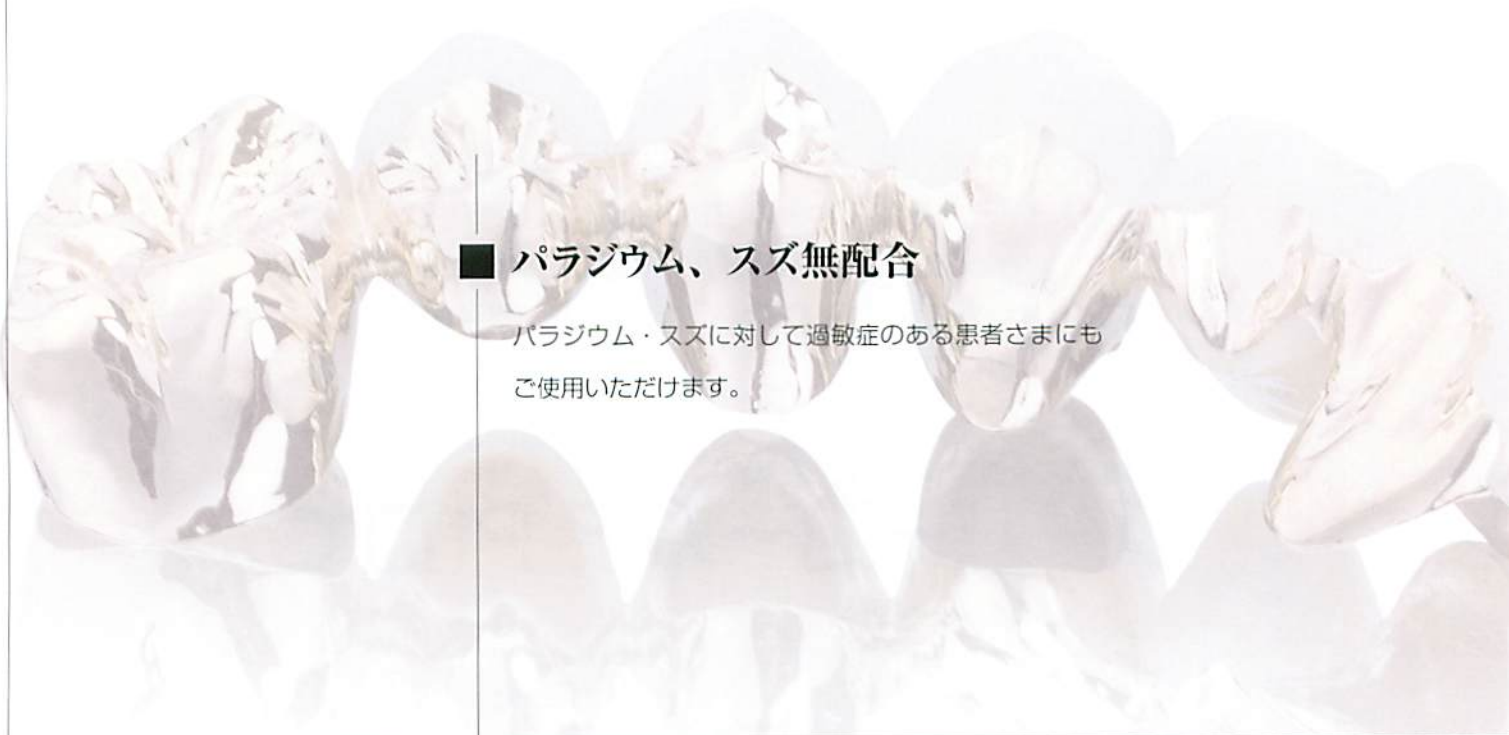 ■ パラジウム、スズ無配合
パラジウム・スズに対して過敏症のある患者さまにも
ご使用いただけます。